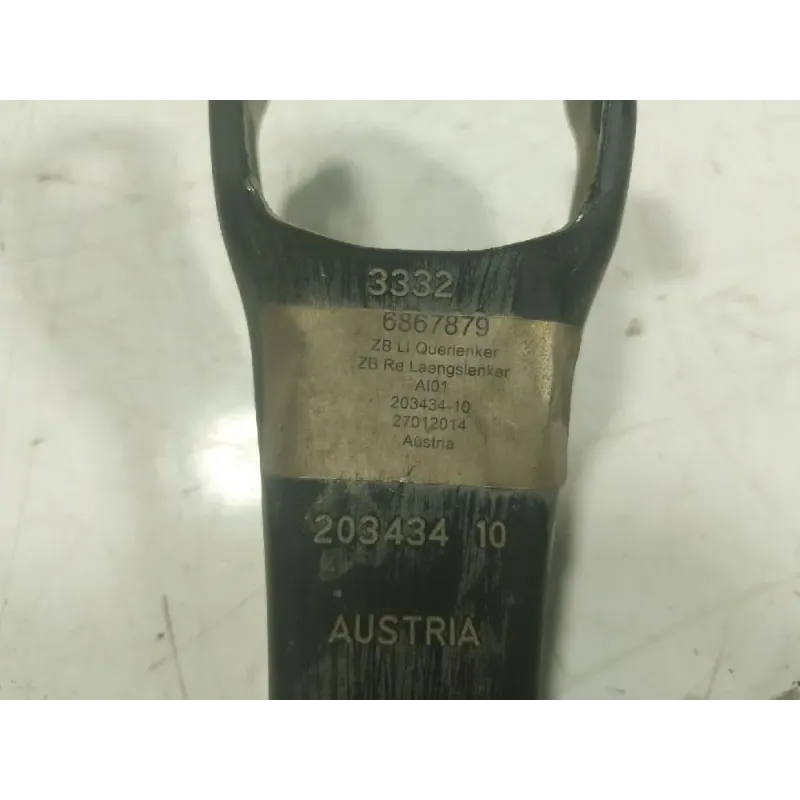 3332
6867879
ZB LI Querlenker
ZB Re Laengslenker
AI01
203434-10
27012014
Austria
203434 10
AUSTRIA